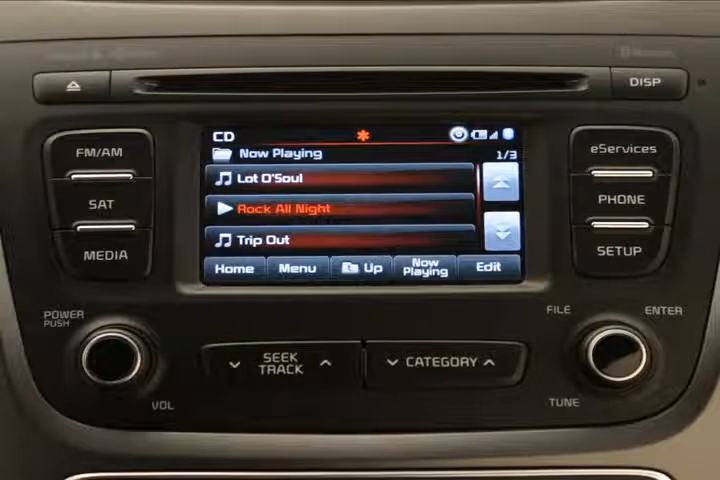 DISP
CD
Now Playing
1/3
Lot O'Soul
Rock All Night
Trip Out
Home
Menu
Up
Now
Playing
Edit
FM/AM
SAT
MEDIA
eServices
PHONE
SETUP
POWER
PUSH
VOL
SEEK
TRACK
CATEGORY
FILE
ENTER
TUNE